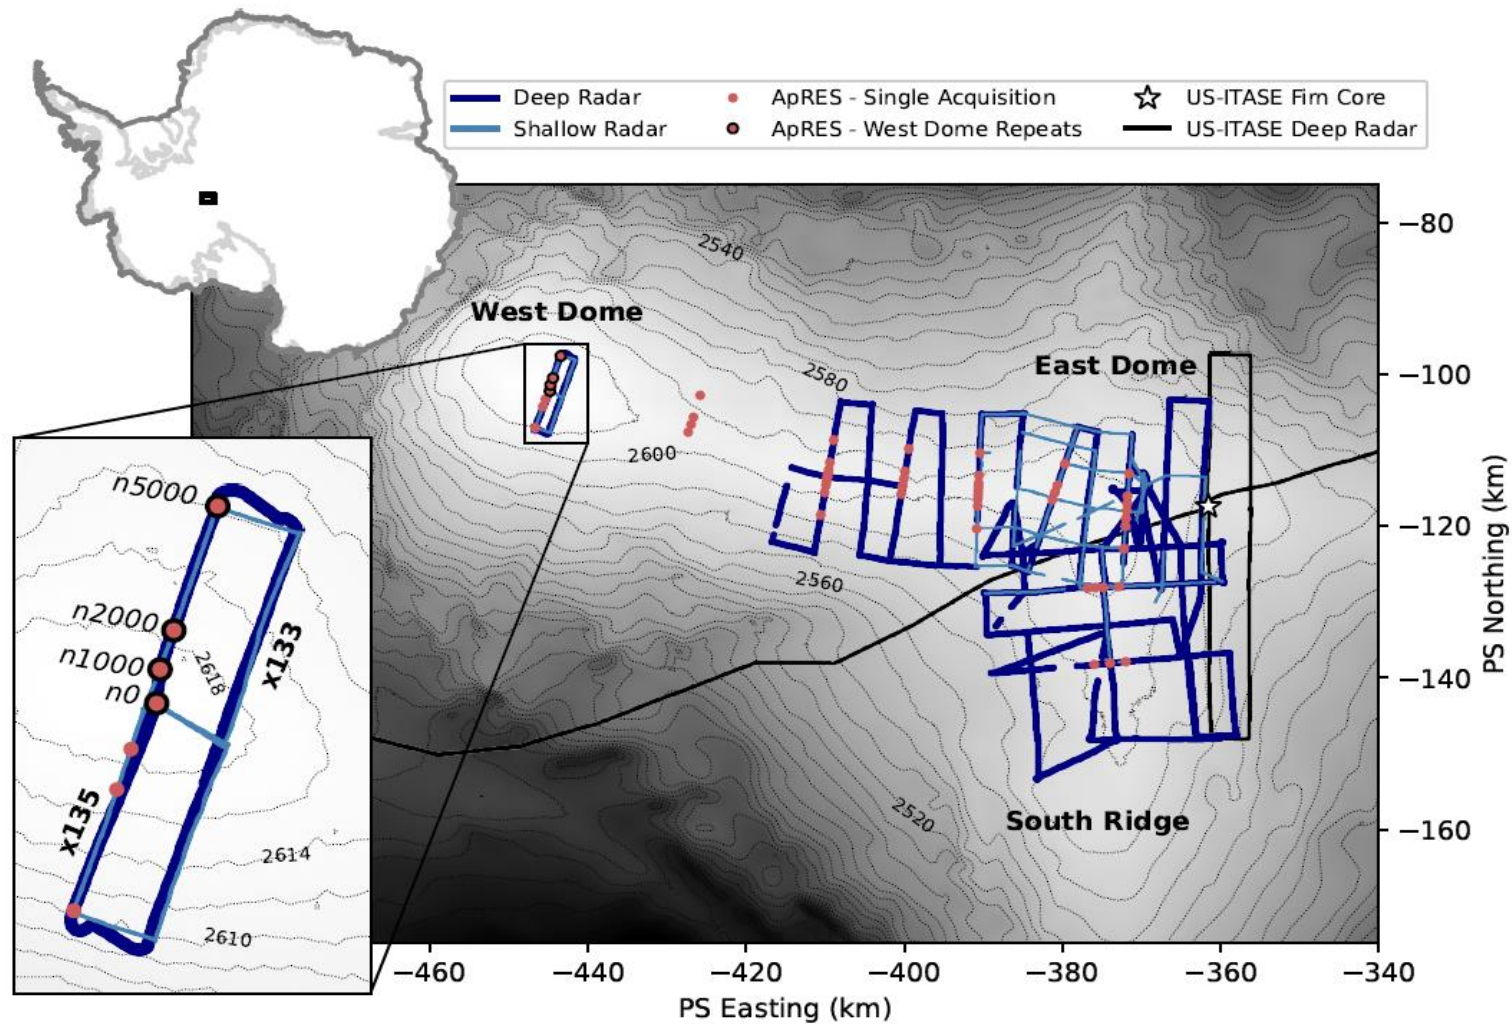 Deep Radar
Shallow Radar
ApRES - Single Acquisition
ApRES - West Dome Repeats
US-ITASE Firn Core
US-ITASE Deep Radar
2540
West Dome
East Dome
2580
2600
2560
2520
South Ridge
n5000
n2000
n1000
n0
2618
x133
x135
2614
2610
−80
−100
−120
−140
−160
PS Northing (km)
−460
−440
−420
−400
−380
−360
−340
PS Easting (km)